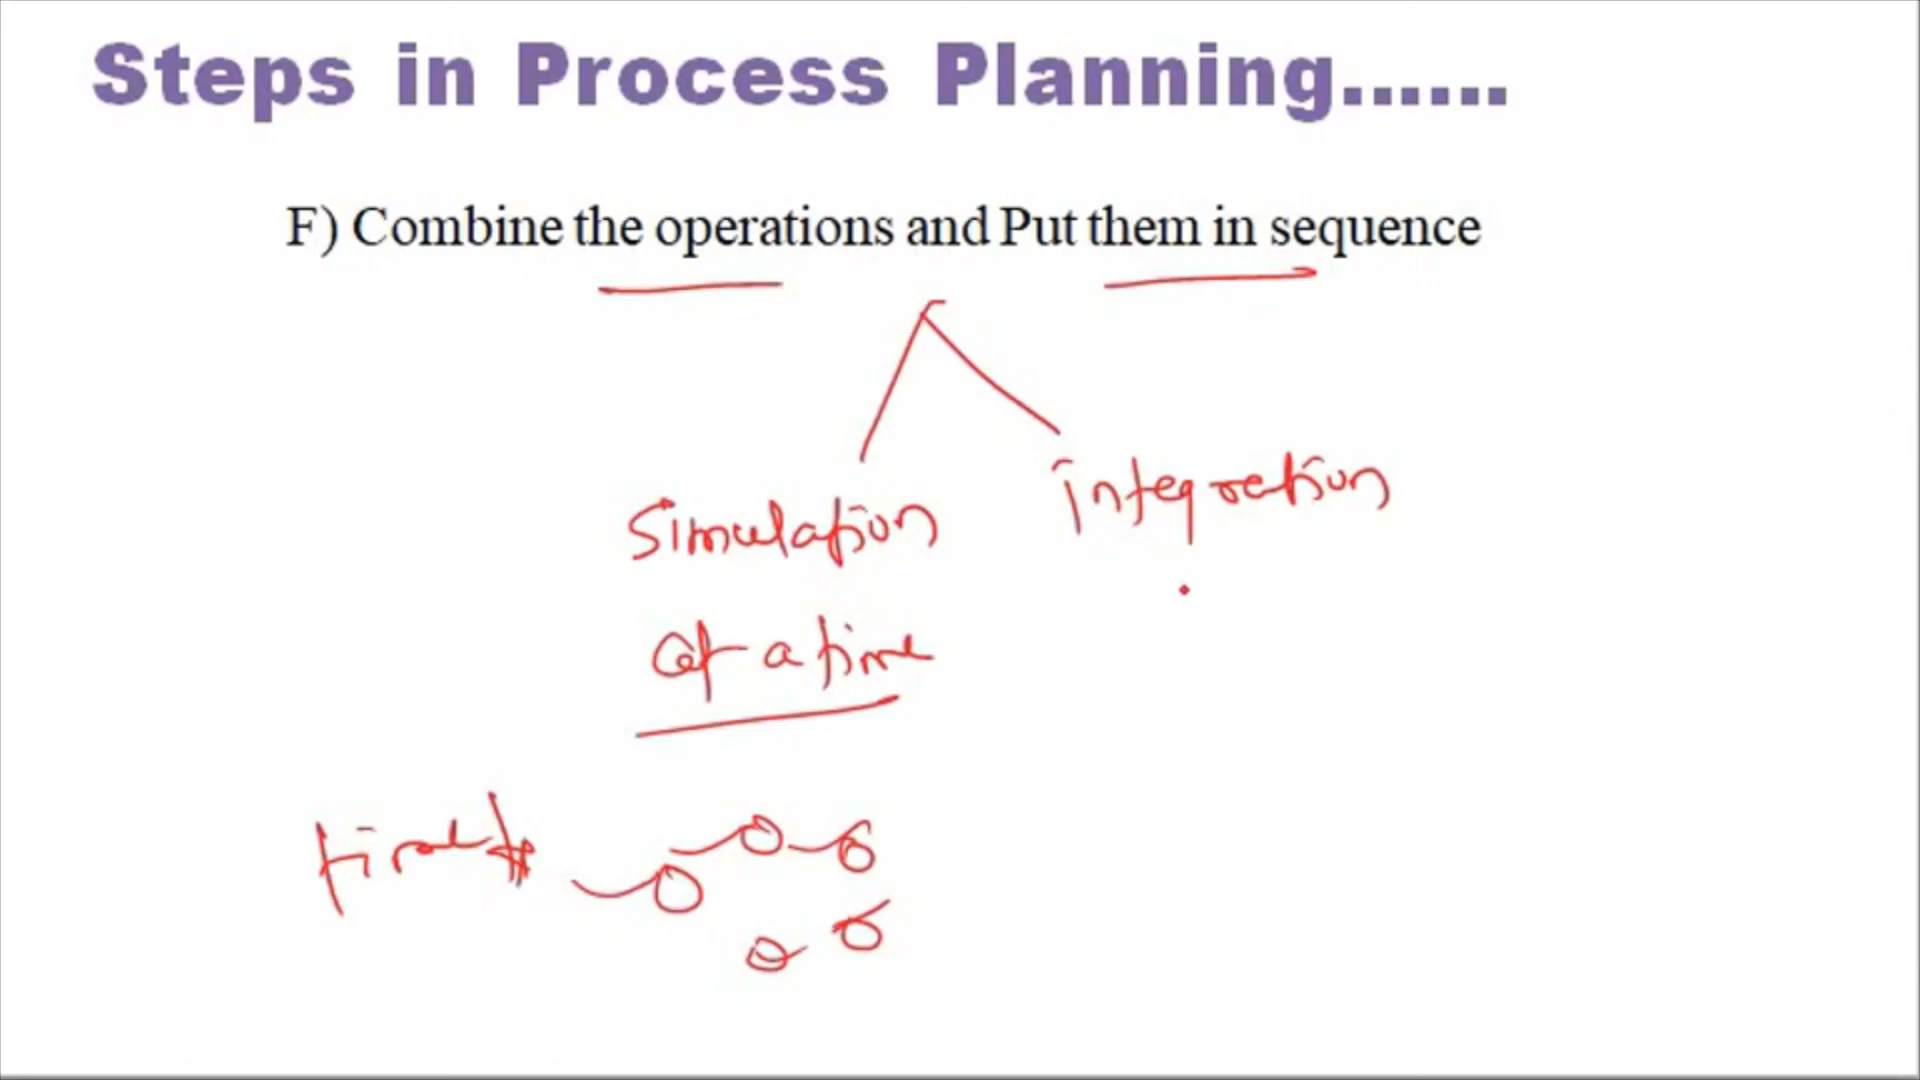 Steps in Process Planning......
F) Combine the operations and Put them in sequence
Simulation
integration
at a time